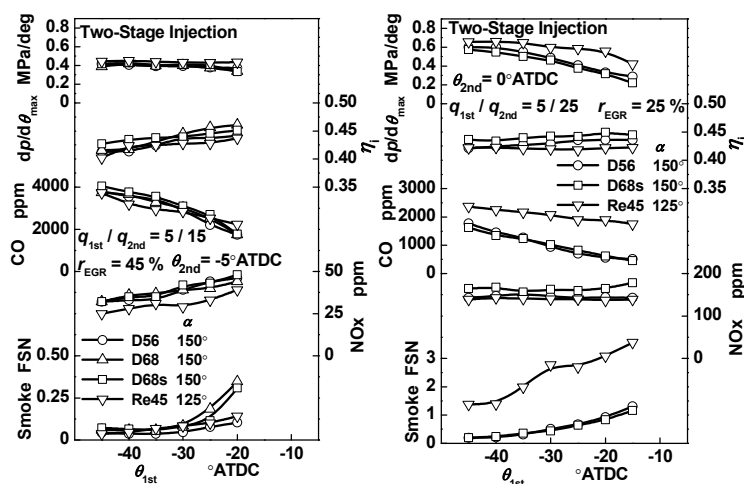 Two-Stage Injection
dp/dθmax MPa/deg
0.8
0.6
0.4
0.2
0
0.50
0.45
0.40
0.35
ηi
CO ppm
4000
2000
0
q1st / q2nd = 5 / 15
rEGR = 45 % θ2nd= -5°ATDC
50
25
0
NOx ppm
α
D56 150°
D68 150°
D68s 150°
Re45 125°
Smoke FSN
0.50
0.25
0
-40 -30 -20 -10
θ1st °ATDC
Two-Stage Injection
dp/dθmax MPa/deg
0.8
0.6
0.4
0.2
0
θ2nd= 0°ATDC
q1st / q2nd = 5 / 25 rEGR = 25 %
0.50
0.45
0.40
0.35
ηi
α
D56 150°
D68s 150°
Re45 125°
CO ppm
3000
2000
1000
0
200
100
0
NOx ppm
Smoke FSN
3
2
1
0
-40 -30 -20 -10
θ1st °ATDC